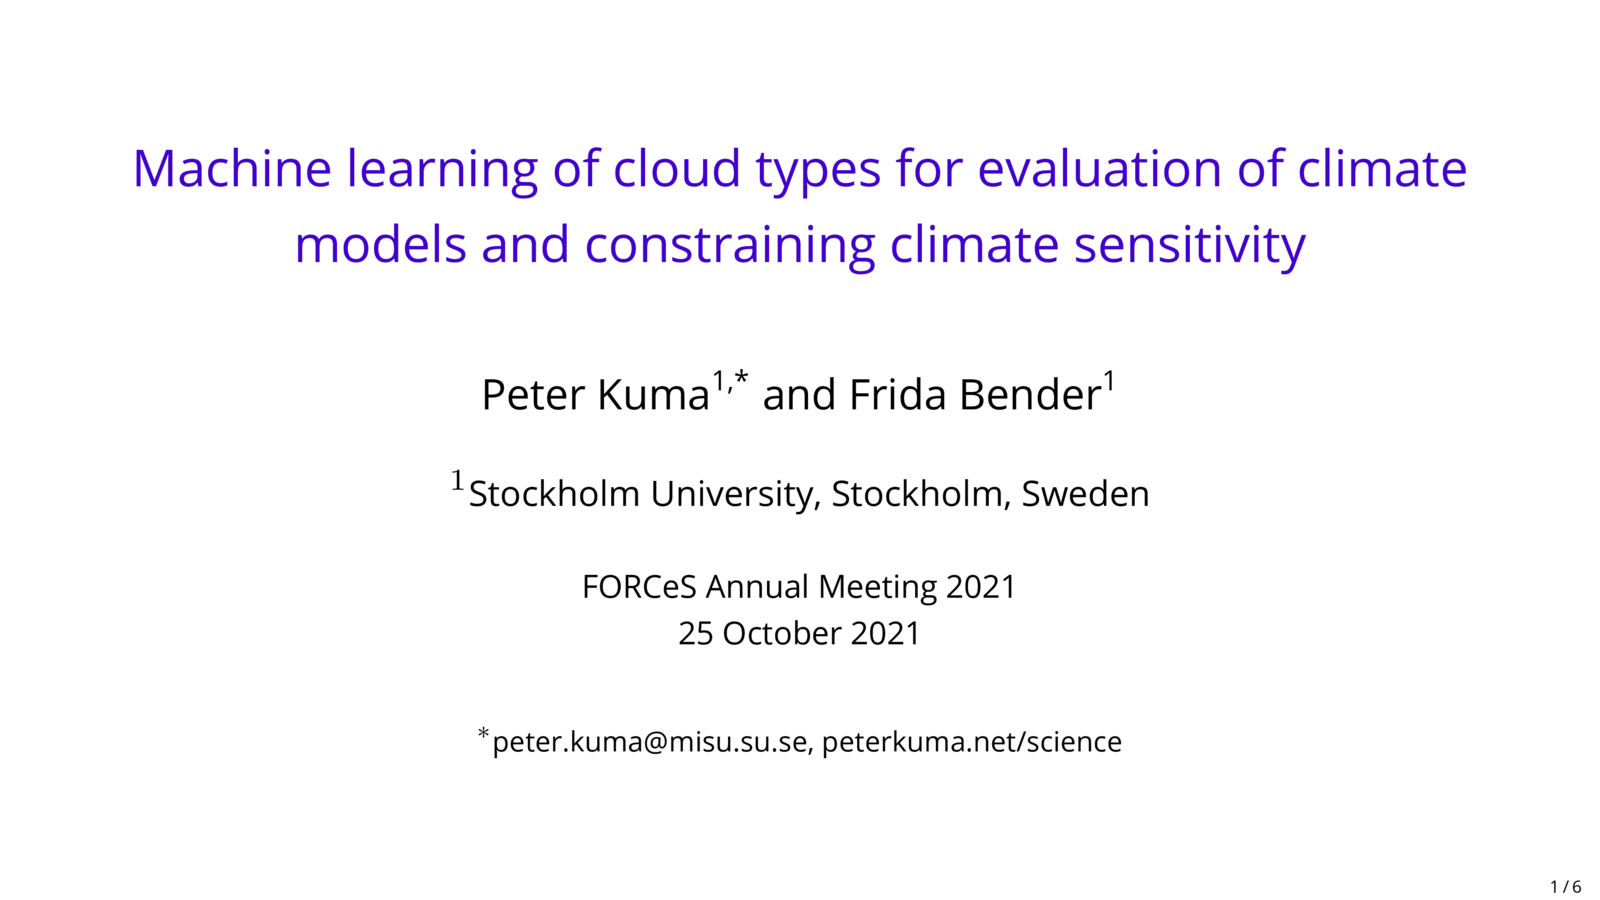 Machine learning of cloud types for evaluation of climate
models and constraining climate sensitivity
Peter Kuma1,* and Frida Bender1
1Stockholm University, Stockholm, Sweden
FORCeS Annual Meeting 2021
25 October 2021
*peter.kuma@misu.su.se, peterkuma.net/science
1 / 6